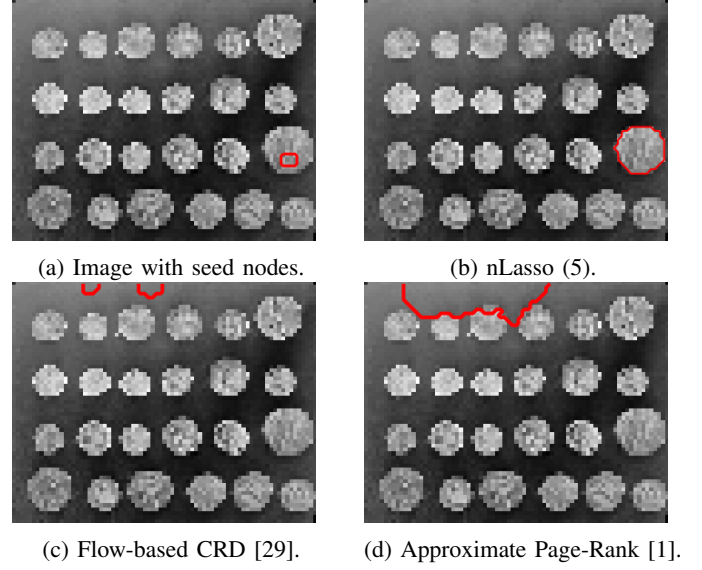 (a) Image with seed nodes.
(b) nLasso (5).
(c) Flow-based CRD [29].
(d) Approximate Page-Rank [1].